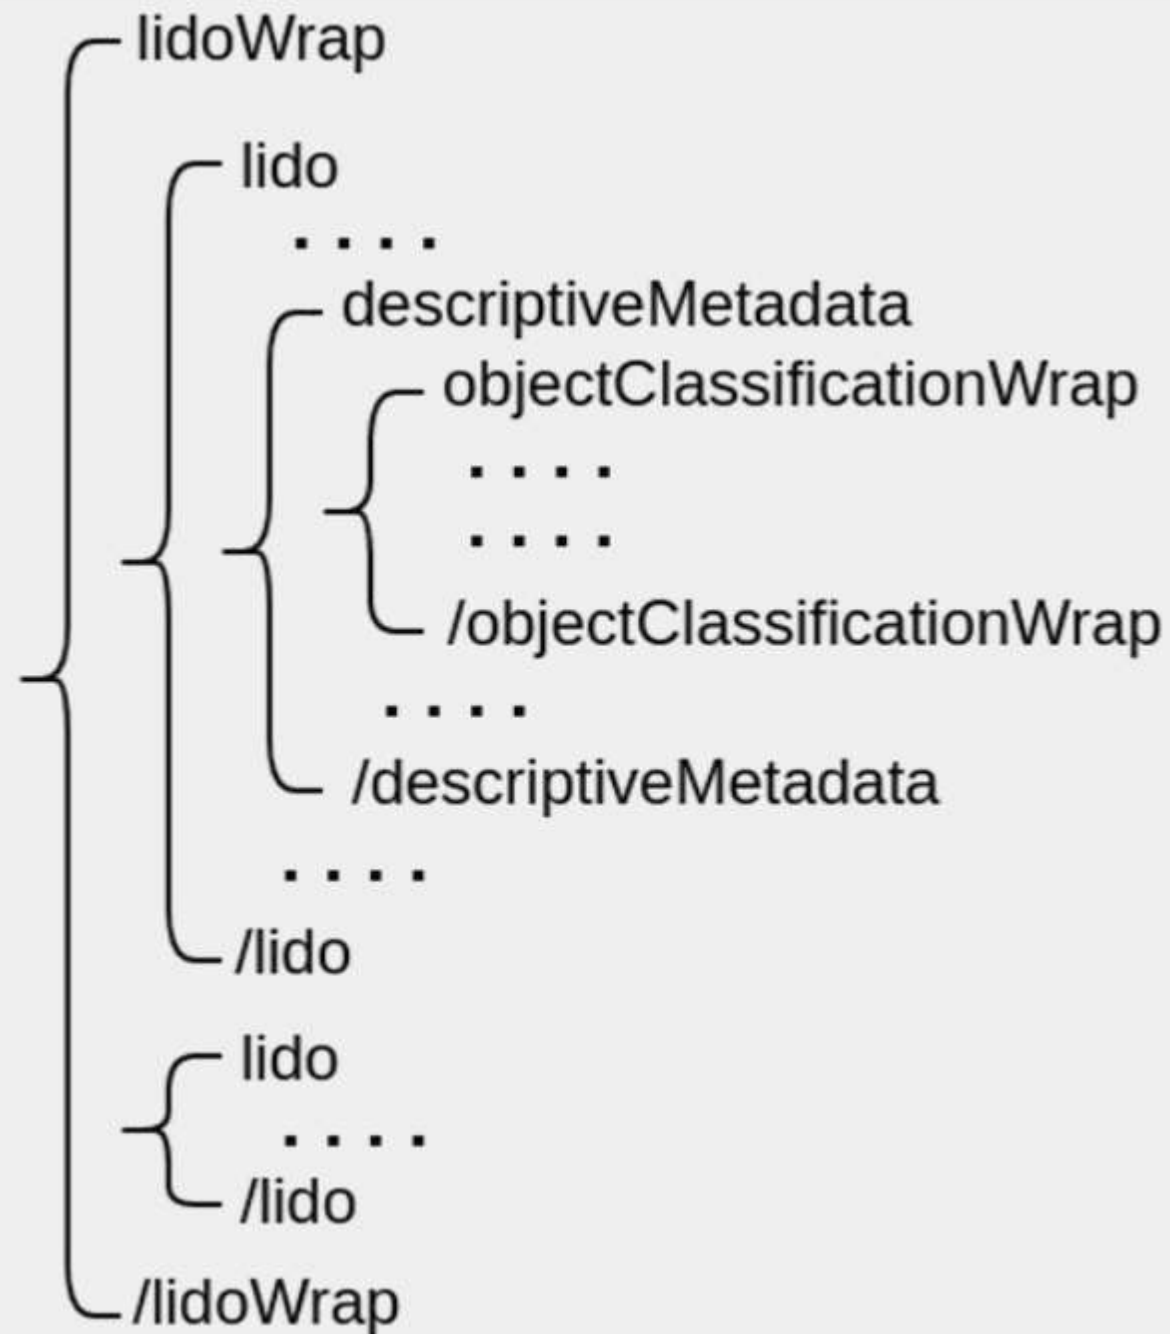 lidoWrap
lido
. . . .
descriptiveMetadata
objectClassificationWrap
. . . .
. . . .
/objectClassificationWrap
. . . .
/descriptiveMetadata
. . . .
/lido
lido
. . . .
/lido
/lidoWrap